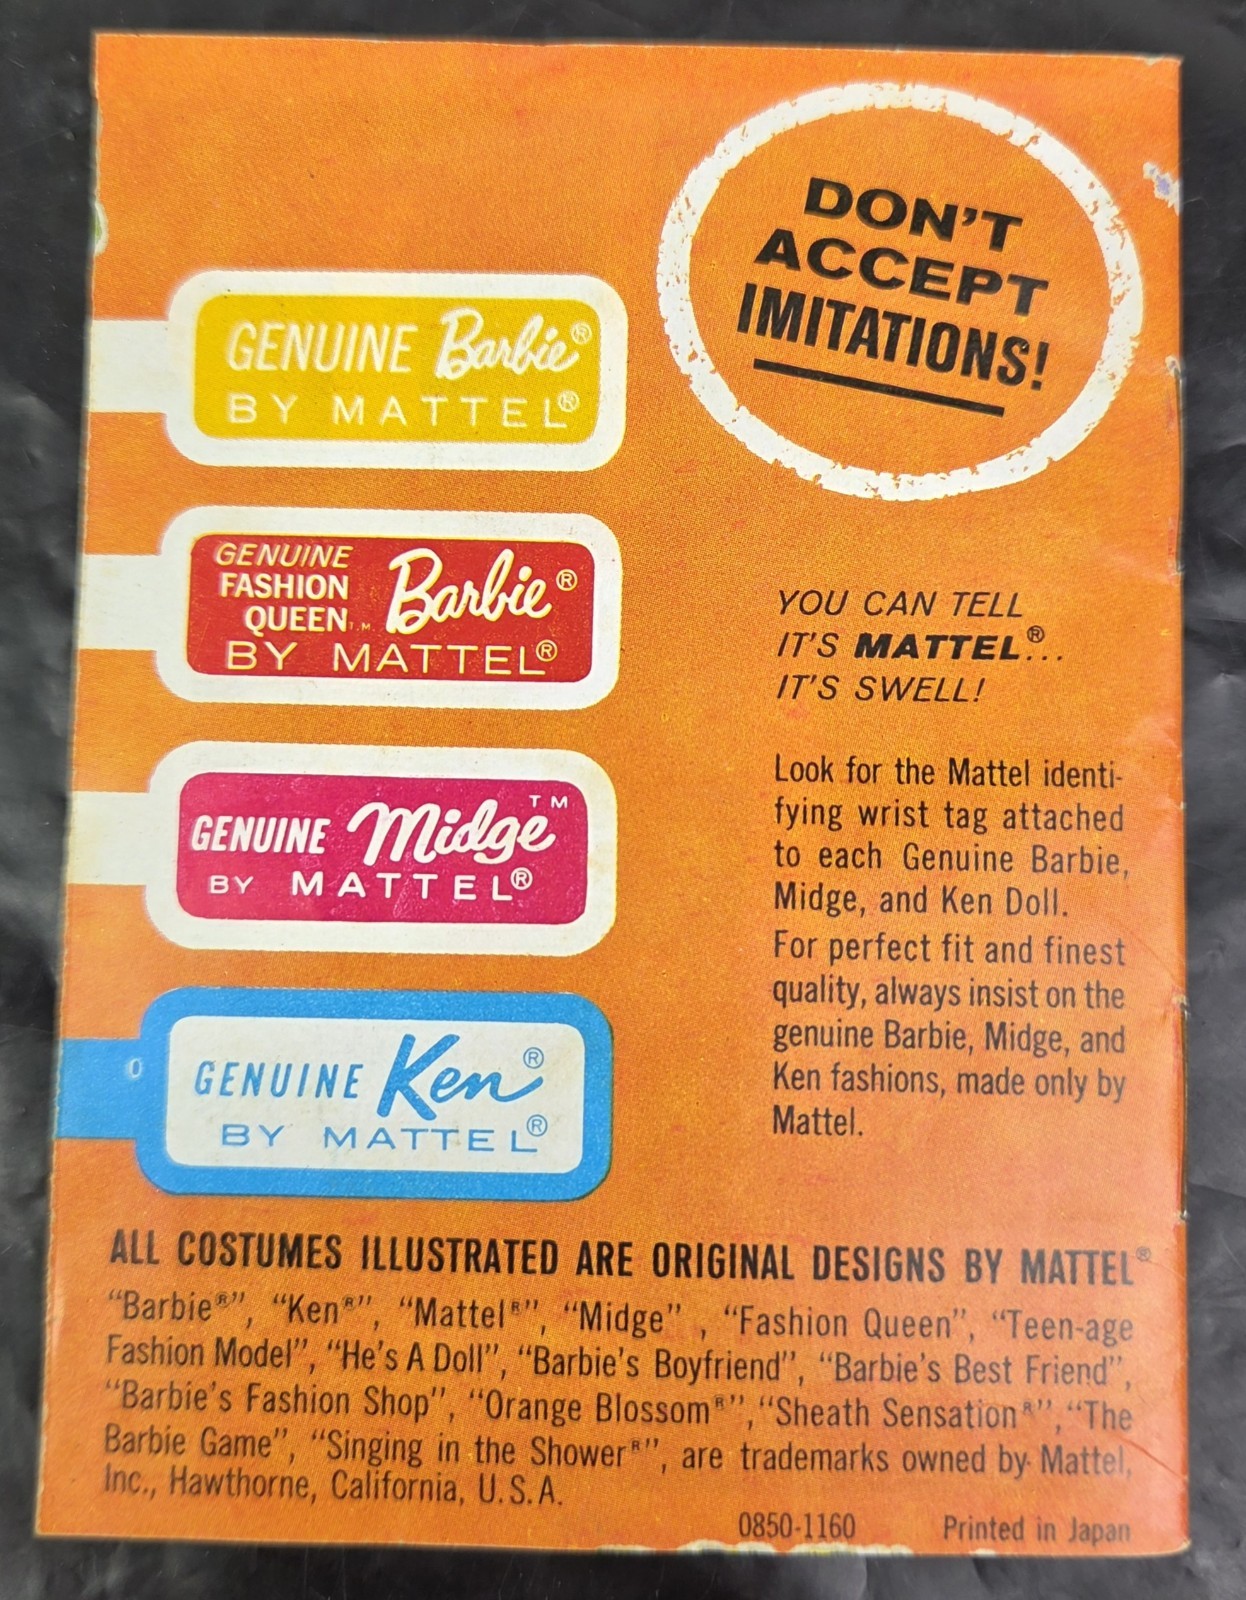 DON'T
ACCEPT
IMITATIONS!
GENUINE Barbie®
BY MATTEL®
GENUINE
FASHION
QUEEN T.M. Barbie®
BY MATTEL®
GENUINE Midge™
BY MATTEL®
GENUINE Ken®
BY MATTEL®
YOU CAN TELL
IT'S MATTEL®...
IT'S SWELL!
Look for the Mattel identi-
fying wrist tag attached
to each Genuine Barbie,
Midge, and Ken Doll.
For perfect fit and finest
quality, always insist on the
genuine Barbie, Midge, and
Ken fashions, made only by
Mattel.
ALL COSTUMES ILLUSTRATED ARE ORIGINAL DESIGNS BY MATTEL®
"Barbie®", "Ken®", "Mattel®", "Midge" , "Fashion Queen", "Teen-age
Fashion Model", "He's A Doll", "Barbie's Boyfriend", "Barbie's Best Friend",
"Barbie's Fashion Shop", "Orange Blossom®", "Sheath Sensation®", "The
Barbie Game", "Singing in the Shower®", are trademarks owned by Mattel,
Inc., Hawthorne, California, U.S.A.
0850-1160 Printed in Japan